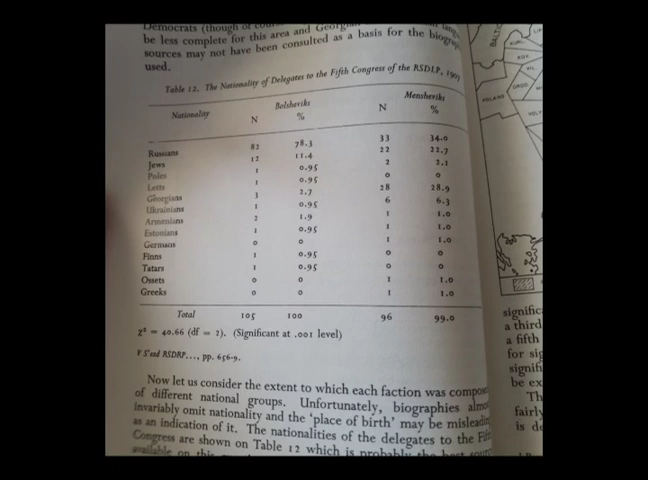 Democrats (though
be less complete for this area and Georgian
sources may not have been consulted as a basis for the
used.
Table 12. The Nationality of Delegates to the Fifth Congress of the RSDLP, 1907
Nationality Bolsheviks Mensheviks
N % N %
Russians 82 78.3 33 34.0
Jews 12 11.4 22 22.7
Poles 1 0.95 2 2.1
Letts 1 0.95 0 0
Georgians 3 2.7 28 28.9
Ukrainians 1 0.95 6 6.3
Armenians 2 1.9 1 1.0
Estonians 1 0.95 1 1.0
Germans 0 0 1 1.0
Finns 1 0.95 0 0
Tatars 1 0.95 0 0
Ossets 0 0 1 1.0
Greeks 0 0 1 1.0
Total 105 100 96 99.0
χ² = 40.66 (df = 2). (Significant at .001 level)
V S'ezd RSDRP..., pp. 656-9.
Now let us consider the extent to which each faction was compose
of different national groups. Unfortunately, biographies almo
invariably omit nationality and the 'place of birth' may be misleadin
as an indication of it. The nationalities of the delegates to the Fif
Congress are shown on Table 12 which is probably the best
available on this
POLAND
signific
a third
a fifth
for sig
signifi
be ex
Th
fairly
is de